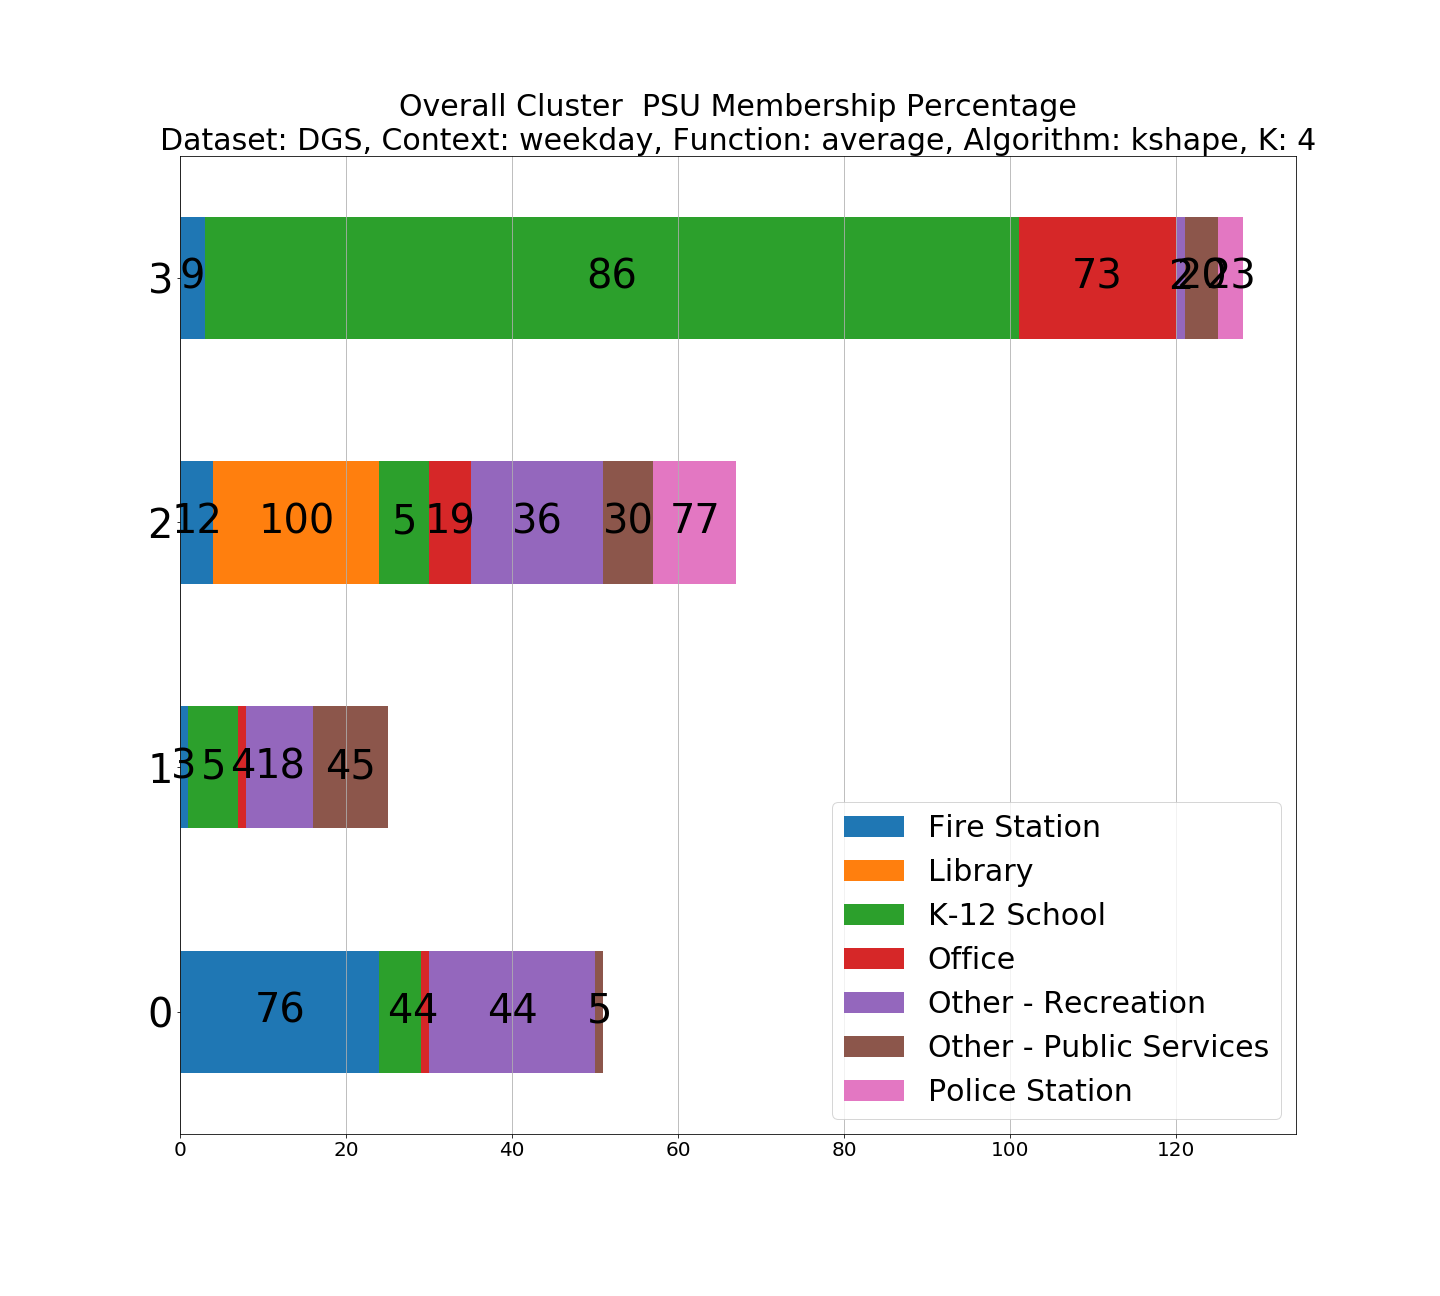 Overall Cluster  PSU Membership Percentage
Dataset: DGS, Context: weekday, Function: average, Algorithm: kshape, K: 4
3 9 86 73 2 20 23
2 12 100 5 19 36 30 77
1 3 5 4 18 45
0 76 4 4 44 5
Fire Station
Library
K-12 School
Office
Other - Recreation
Other - Public Services
Police Station
0 20 40 60 80 100 120